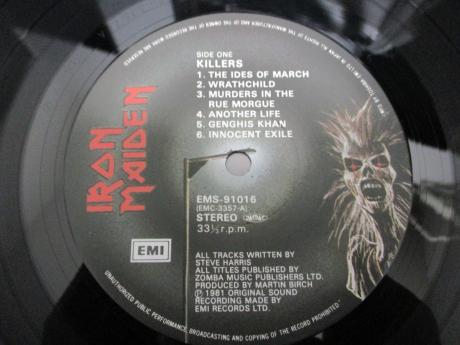 IRON MAIDEN
SIDE ONE
KILLERS
1. THE IDES OF MARCH
2. WRATHCHILD
3. MURDERS IN THE
RUE MORGUE
4. ANOTHER LIFE
5. GENGHIS KHAN
6. INNOCENT EXILE
EMS-91016
(EMC-3357-A)
STEREO
33⅓ r.p.m.
EMI
ALL TRACKS WRITTEN BY
STEVE HARRIS
ALL TITLES PUBLISHED BY
ZOMBA MUSIC PUBLISHERS LTD.
PRODUCED BY MARTIN BIRCH
Ⓟ 1981 ORIGINAL SOUND
RECORDING MADE BY
EMI RECORDS LTD.
UNAUTHORIZED PUBLIC PERFORMANCE, BROADCASTING AND COPYING OF THE RECORD PROHIBITED.